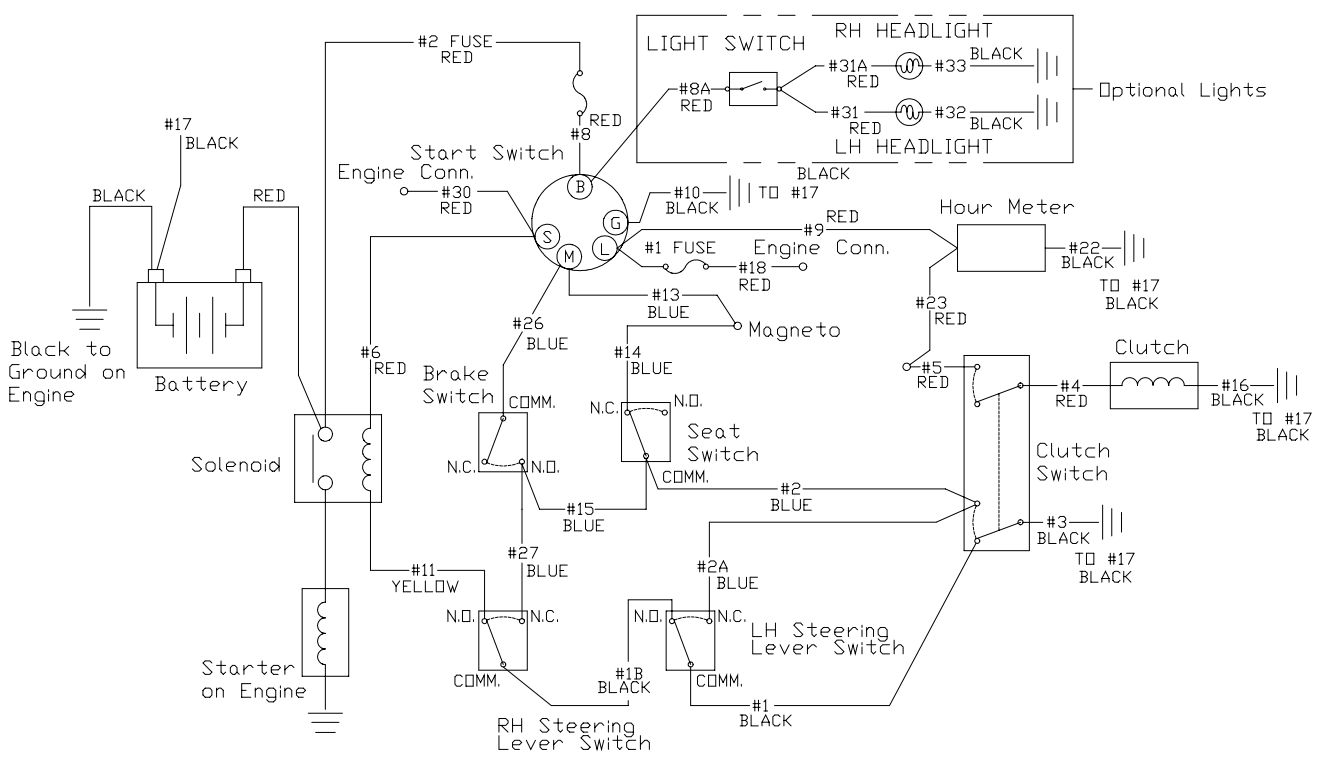 #2 FUSE
RED
LIGHT SWITCH
RH HEADLIGHT
#31A
RED
#33
BLACK
#8A
RED
#31
RED
#32
BLACK
LH HEADLIGHT
Optional Lights
#17
BLACK
RED
#8
Start Switch
Engine Conn.
#30
RED
B
G
S
L
M
BLACK
#10
BLACK
TO #17
BLACK
RED
RED
#9
#1 FUSE
Engine Conn.
#18
RED
Hour Meter
#22
BLACK
TO #17
BLACK
#23
RED
#13
BLUE
Magneto
#26
BLUE
#14
BLUE
#6
RED
Black to
Ground on
Engine
Battery
Brake
Switch
COMM.
N.C.
N.O.
N.C.
N.O.
Seat
Switch
COMM.
#5
RED
#4
RED
Clutch
#16
BLACK
TO #17
BLACK
Clutch
Switch
Solenoid
#15
BLUE
#2
BLUE
#3
BLACK
TO #17
BLACK
#27
BLUE
#11
YELLOW
#2A
BLUE
N.O.
N.C.
COMM.
N.O.
N.C.
COMM.
LH Steering
Lever Switch
Starter
on Engine
#1B
BLACK
#1
BLACK
RH Steering
Lever Switch